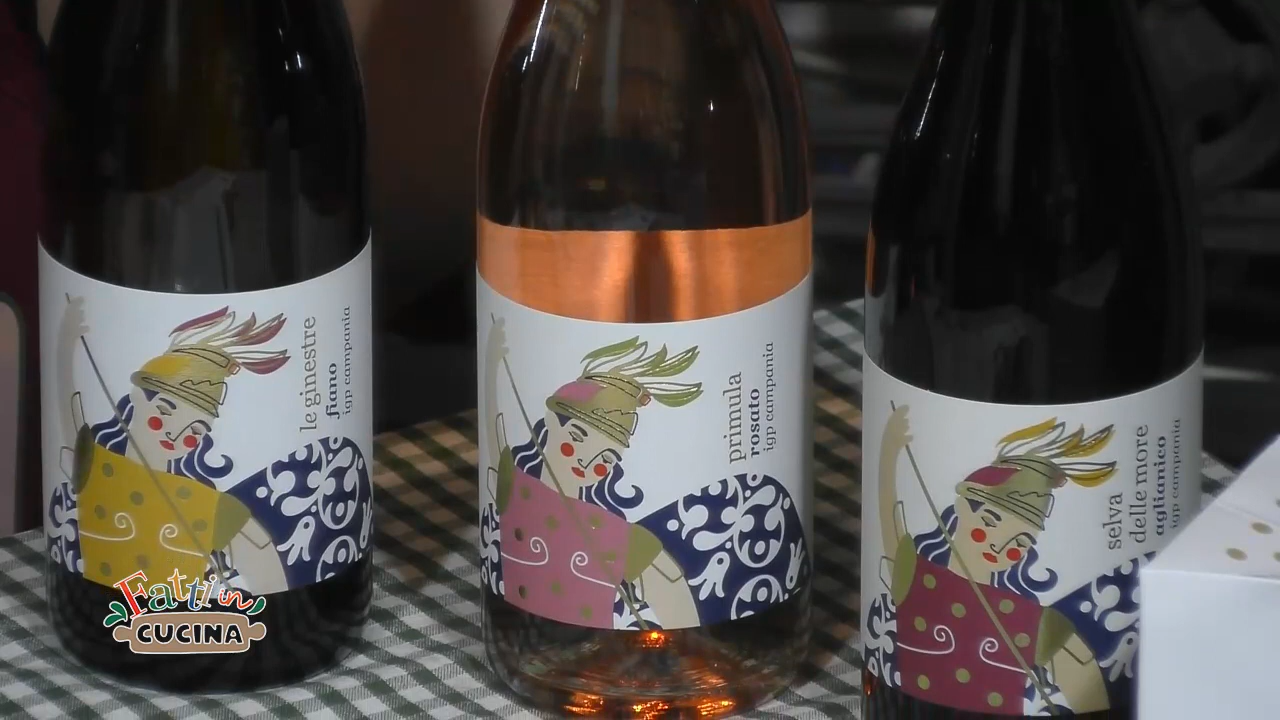 le ginestre
fiano
igp campania
primula
rosato
igp campania
selva
delle more
aglianico
igp campania
Fatti in
CUCINA